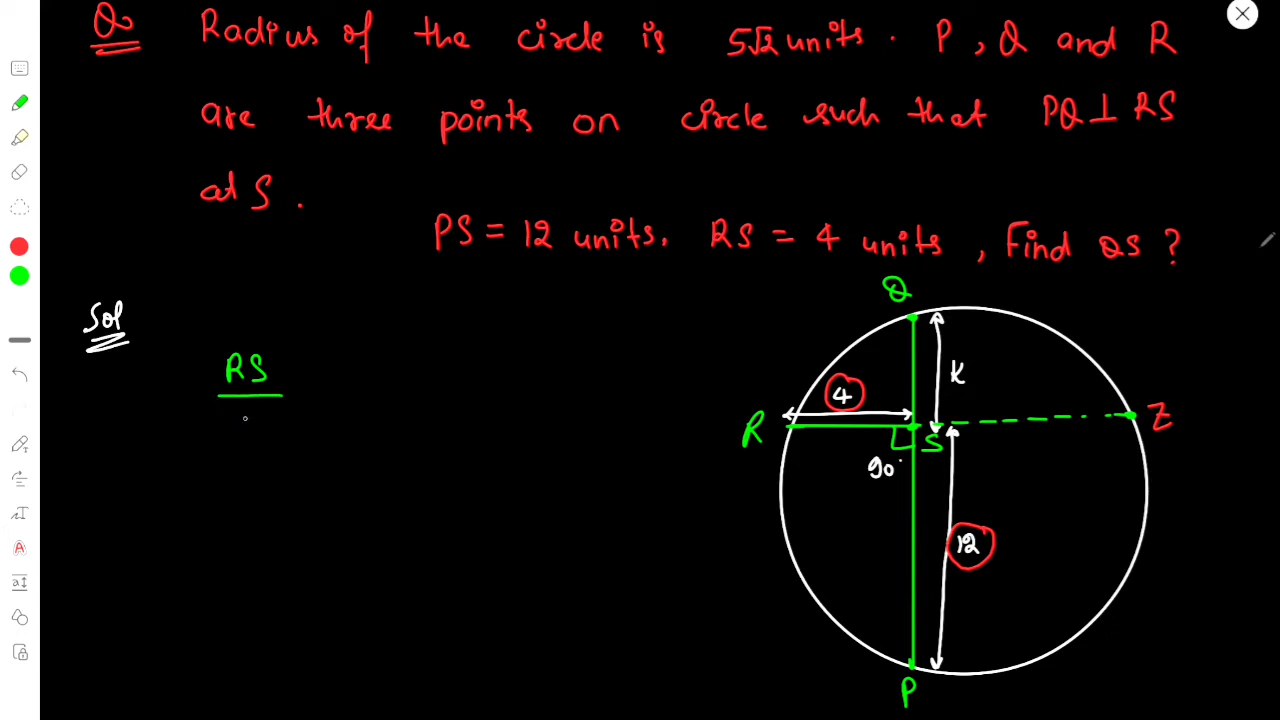 Q Radius of the circle is 5√2 units. P, Q and R
are three points on circle such that PQ ⊥ RS
at S.
PS = 12 units. RS = 4 units, Find QS ?
Sol
RS
Q
K
4
R
S
Z
90°
12
P